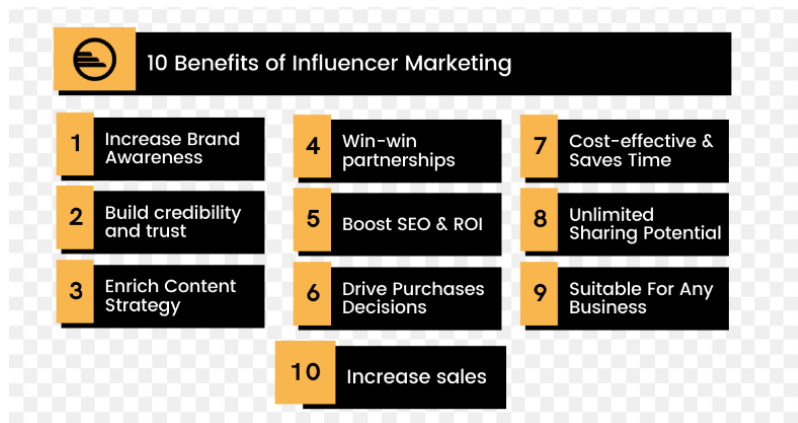 10 Benefits of Influencer Marketing
1
Increase Brand
Awareness
2
Build credibility
and trust
3
Enrich Content
Strategy
4
Win-win
partnerships
5
Boost SEO & ROI
6
Drive Purchases
Decisions
7
Cost-effective &
Saves Time
8
Unlimited
Sharing Potential
9
Suitable For Any
Business
10
Increase sales